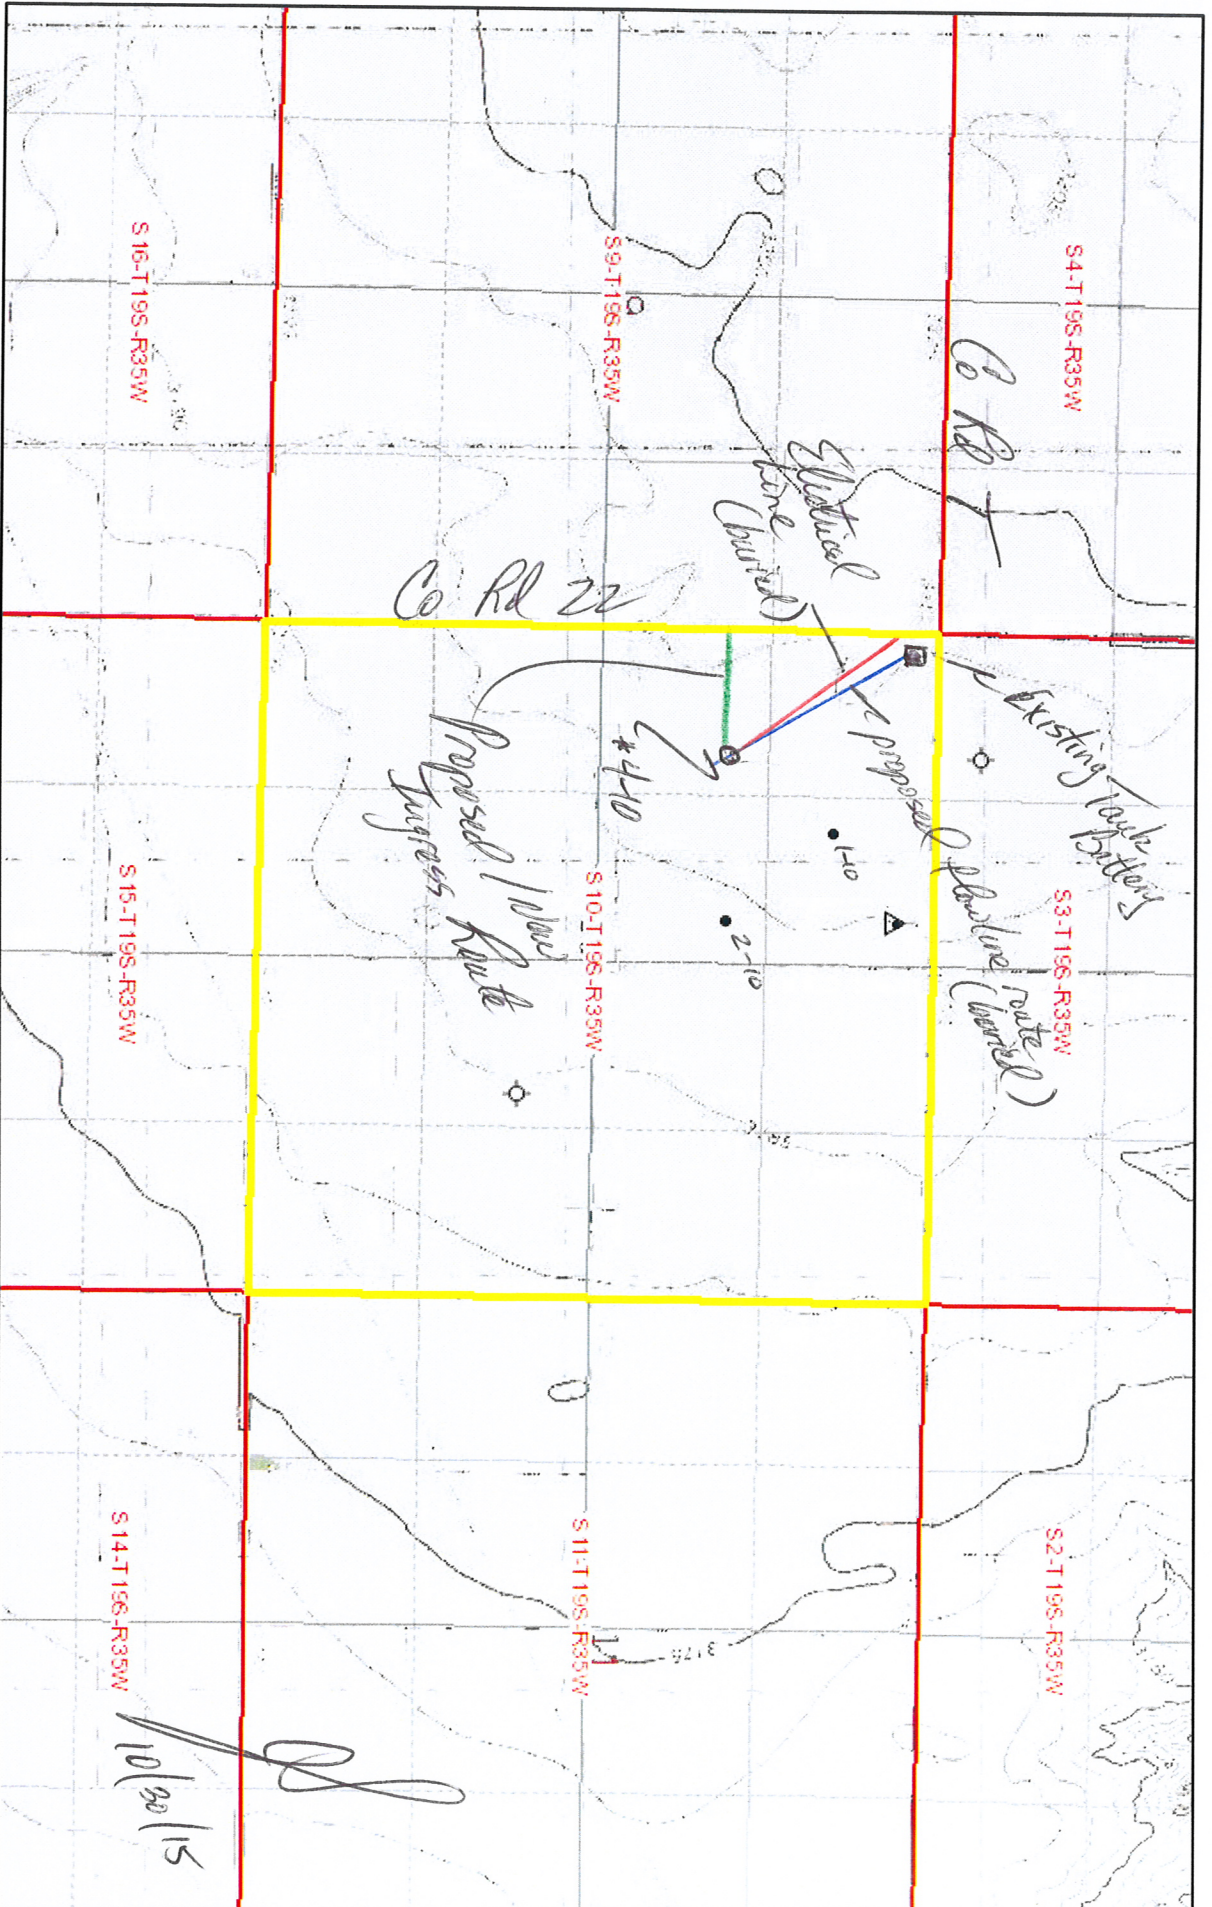 S4-T19S-R35W
S3-T19S-R35W
S2-T19S-R35W
Co Rd T
Existing Tank
Battery
proposed flowline route
(buried)
Electrical
Line
(buried)
1-10
2-10
#4-10
S9-T19S-R35W
S10-T19S-R35W
S11-T19S-R35W
3176
Co Rd 22
Proposed / New
Ingress Route
S16-T19S-R35W
S15-T19S-R35W
S14-T19S-R35W
10/30/15